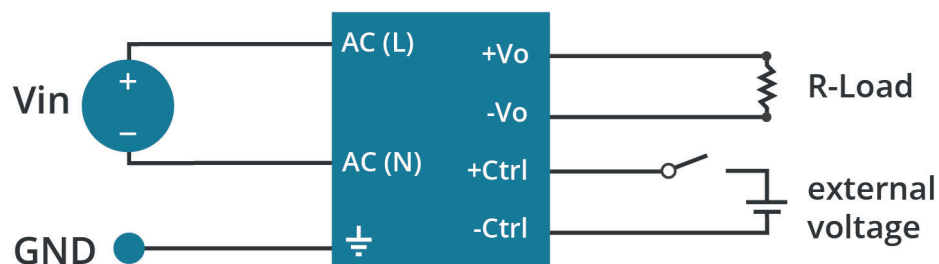 AC (L)
+Vo
Vin
+
−
-Vo
R-Load
AC (N)
+Ctrl
external
voltage
-Ctrl
GND